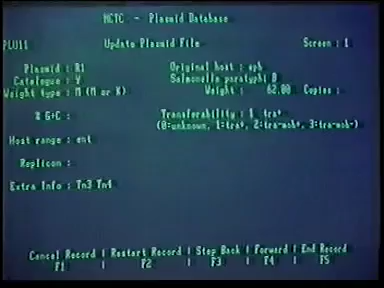 NCTC - Plasmid Database
PLU11 Update Plasmid File Screen : 1
Plasmid : R1 Original host : eph
Catalogue : V Salmonella paratyphi B
Weight type : M (M or K) Weight : 62.00 Copies :
% G+C : Transferability : 1 tra+
(0=unknown, 1=tra+, 2=tra-mob+, 3=tra-mob-)
Host range : ent
Replicon :
Extra Info : Tn3 Tn4
Cancel Record | Restart Record | Step Back | Forward | End Record
F1 | F2 | F3 | F4 | F5